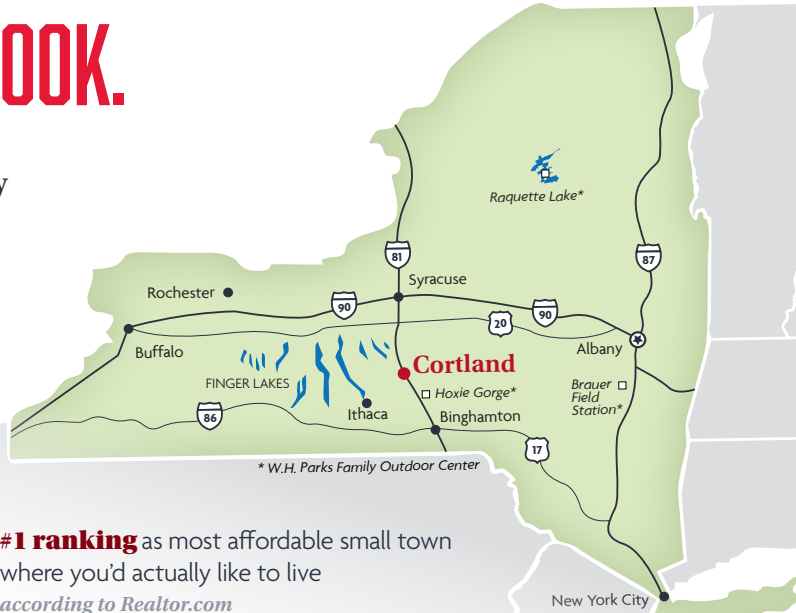 OOK.
y
Raquette Lake*
81
87
Rochester
Syracuse
90
90
20
Buffalo
Albany
Cortland
FINGER LAKES
Hoxie Gorge*
Brauer
Field
Station*
Ithaca
Binghamton
86
17
* W.H. Parks Family Outdoor Center
#1 ranking as most affordable small town
where you'd actually like to live
according to Realtor.com
New York City